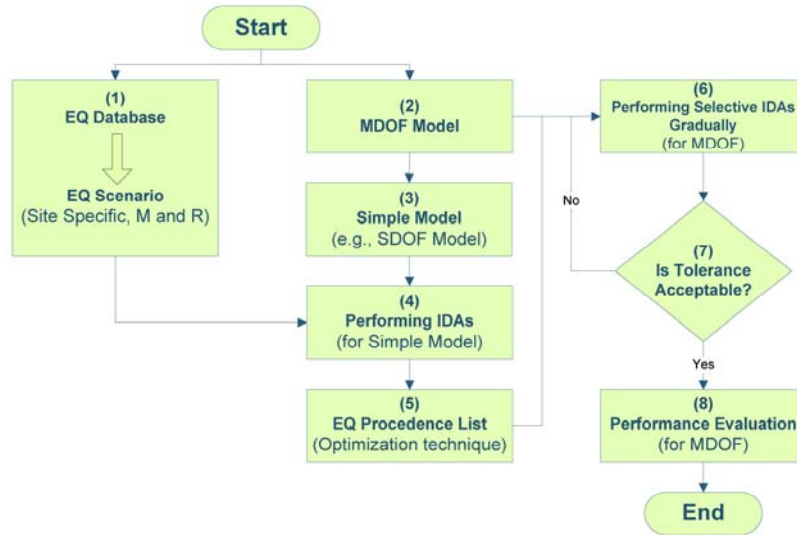 Start
(1)
EQ Database
EQ Scenario
(Site Specific, M and R)
(2)
MDOF Model
(3)
Simple Model
(e.g., SDOF Model)
(4)
Performing IDAs
(for Simple Model)
(5)
EQ Procedence List
(Optimization technique)
(6)
Performing Selective IDAs
Gradually
(for MDOF)
No
(7)
Is Tolerance
Acceptable?
Yes
(8)
Performance Evaluation
(for MDOF)
End